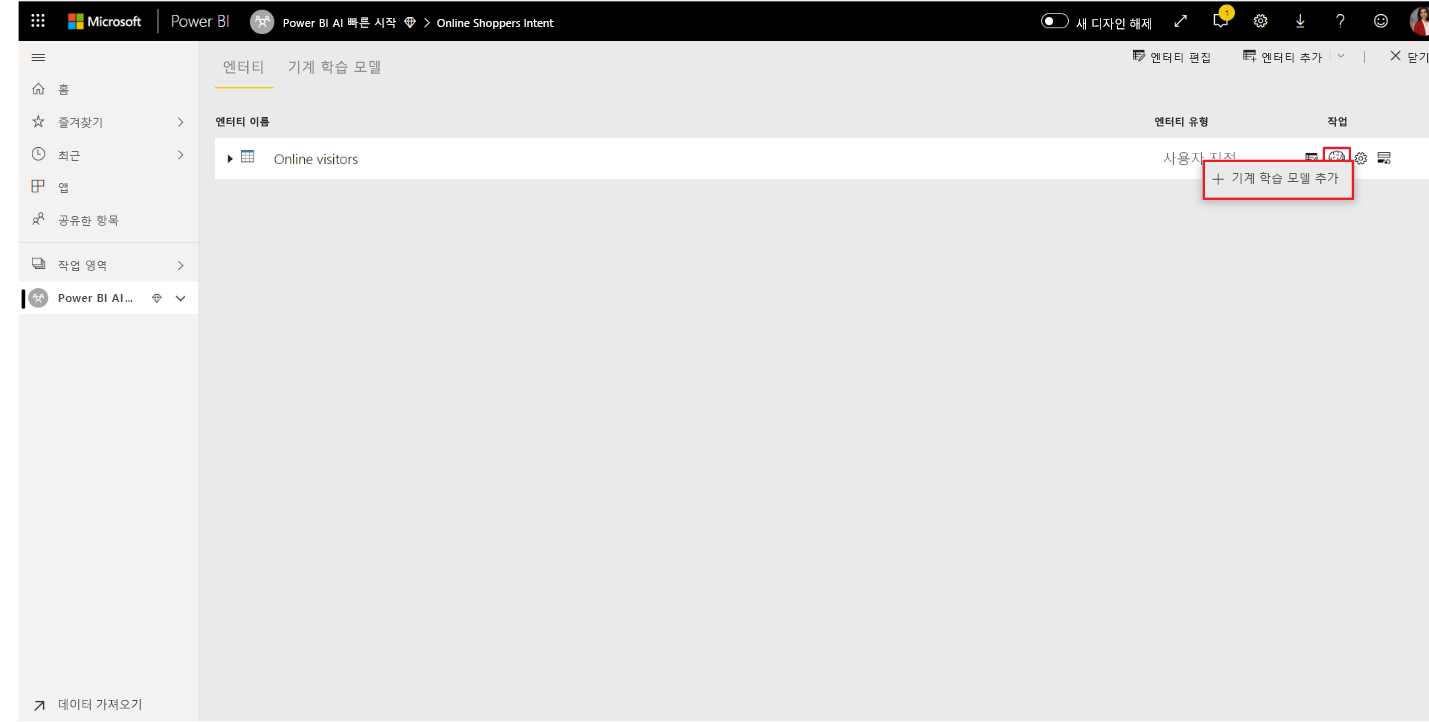 Microsoft Power BI Power BI AI 빠른 시작 > Online Shoppers Intent 새 디자인 해제 1 ?
엔터티 편집 엔터티 추가 | 닫기
엔터티 기계 학습 모델
홈
즐겨찾기
최근
앱
공유한 항목
작업 영역
Power BI AI...
데이터 가져오기
엔터티 이름 엔터티 유형 작업
Online visitors 사용자 지정
+ 기계 학습 모델 추가